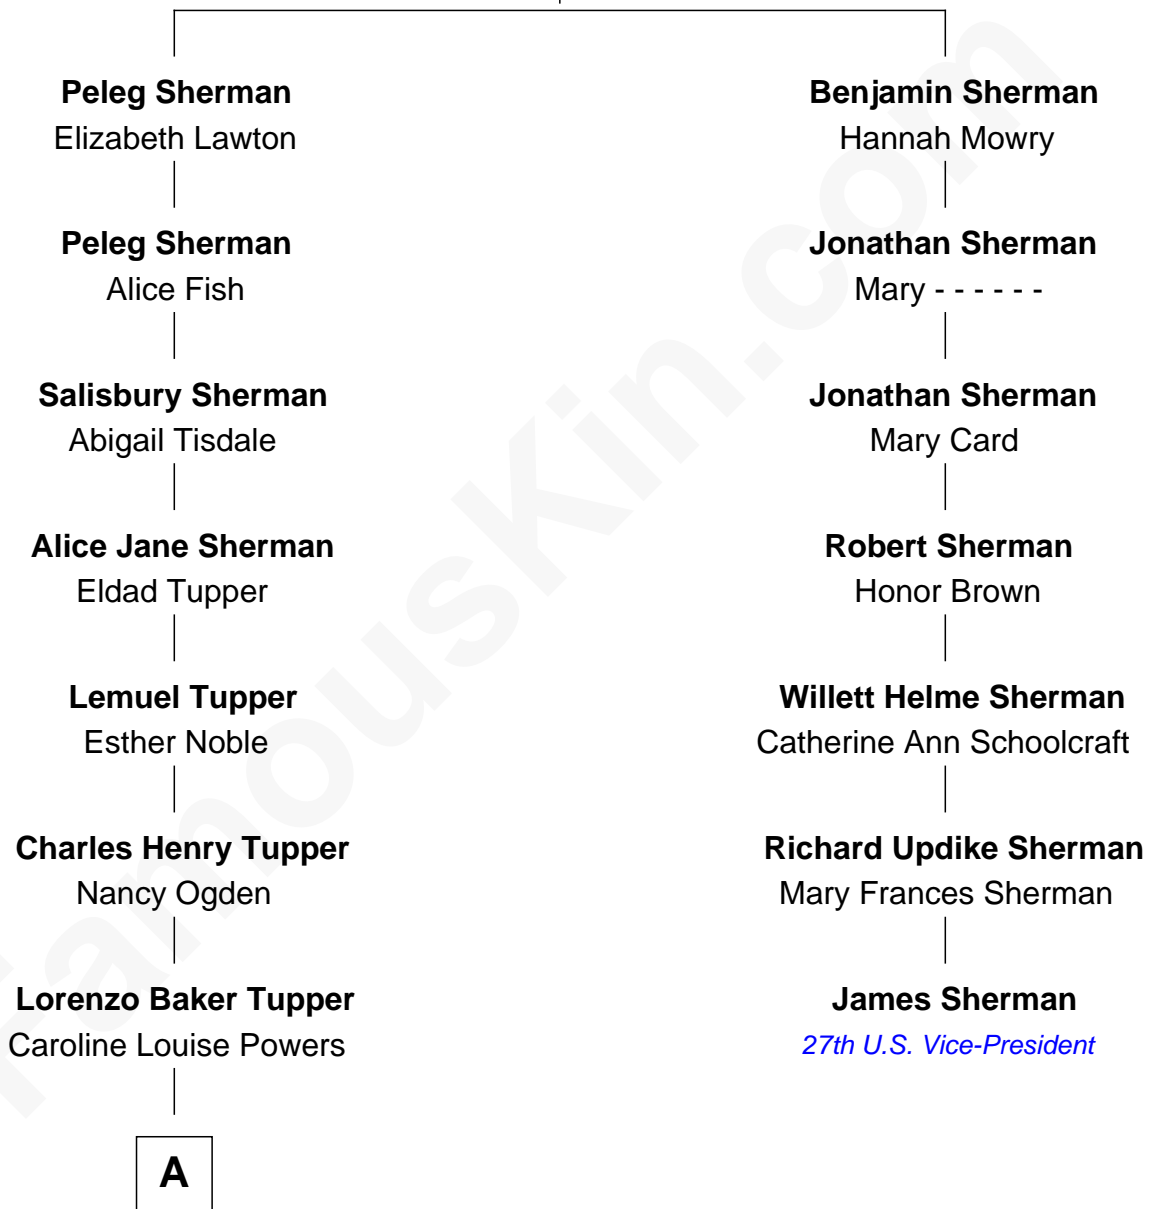 Peleg Sherman
Elizabeth Lawton
Benjamin Sherman
Hannah Mowry
Peleg Sherman
Alice Fish
Jonathan Sherman
Mary - - - - - -
Salisbury Sherman
Abigail Tisdale
Jonathan Sherman
Mary Card
Alice Jane Sherman
Eldad Tupper
Robert Sherman
Honor Brown
Lemuel Tupper
Esther Noble
Willett Helme Sherman
Catherine Ann Schoolcraft
Charles Henry Tupper
Nancy Ogden
Richard Updike Sherman
Mary Frances Sherman
Lorenzo Baker Tupper
Caroline Louise Powers
James Sherman
27th U.S. Vice-President
A
FamousKin.com